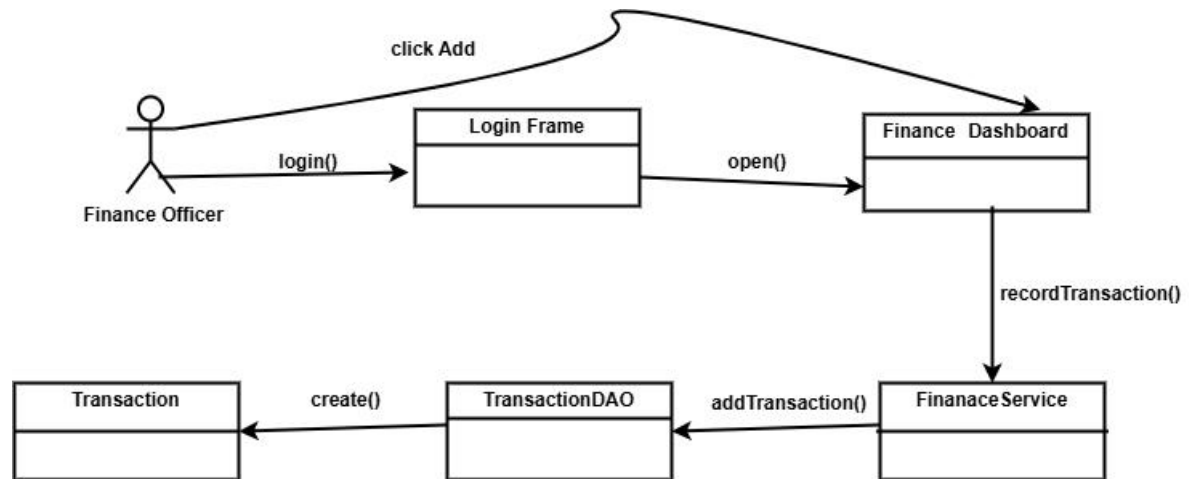 click Add
Login Frame
Finance Dashboard
login()
open()
Finance Officer
recordTransaction()
Transaction
create()
TransactionDAO
addTransaction()
FinanaceService